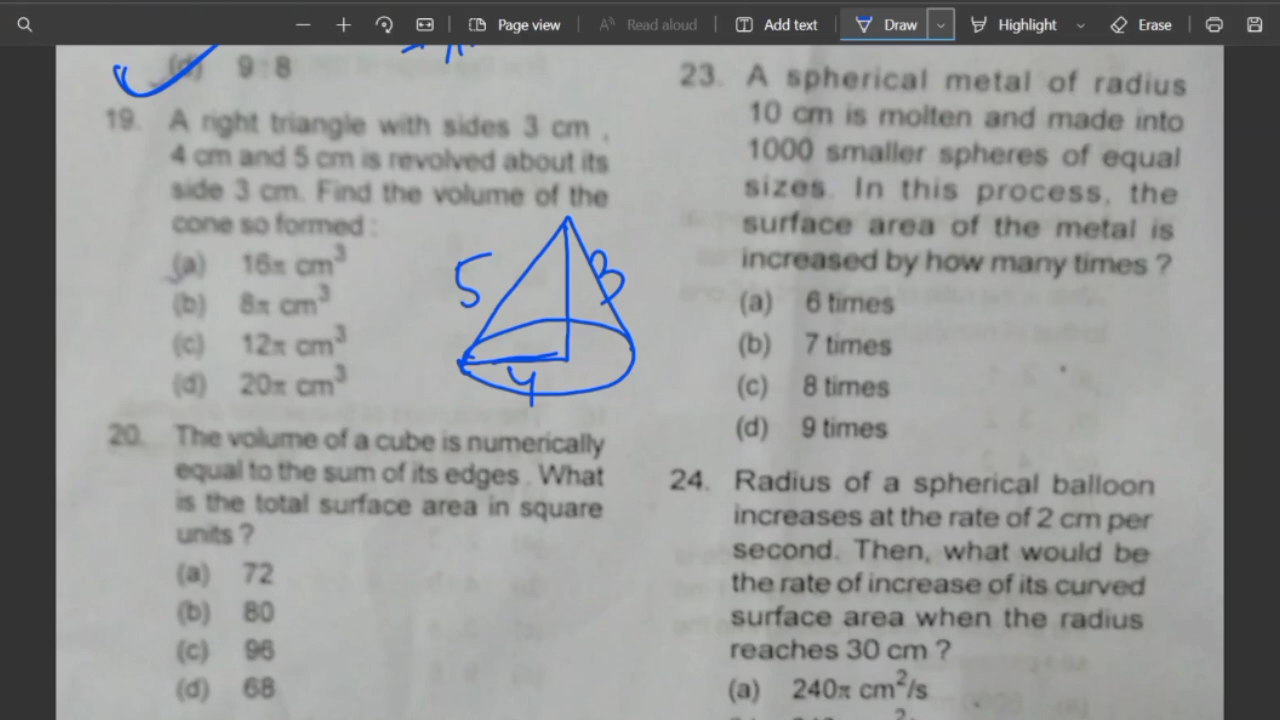 Page view
Read aloud
Add text
Draw
Highlight
Erase
(d) 9 8
19. A right triangle with sides 3 cm ,
4 cm and 5 cm is revolved about its
side 3 cm. Find the volume of the
cone so formed :
(a) 16π cm³
(b) 8π cm³
(c) 12π cm³
(d) 20π cm³
5
3
4
20. The volume of a cube is numerically
equal to the sum of its edges . What
is the total surface area in square
units ?
(a) 72
(b) 80
(c) 96
(d) 68
23. A spherical metal of radius
10 cm is molten and made into
1000 smaller spheres of equal
sizes. In this process, the
surface area of the metal is
increased by how many times ?
(a) 6 times
(b) 7 times
(c) 8 times
(d) 9 times
24. Radius of a spherical balloon
increases at the rate of 2 cm per
second. Then, what would be
the rate of increase of its curved
surface area when the radius
reaches 30 cm ?
(a) 240π cm²/s